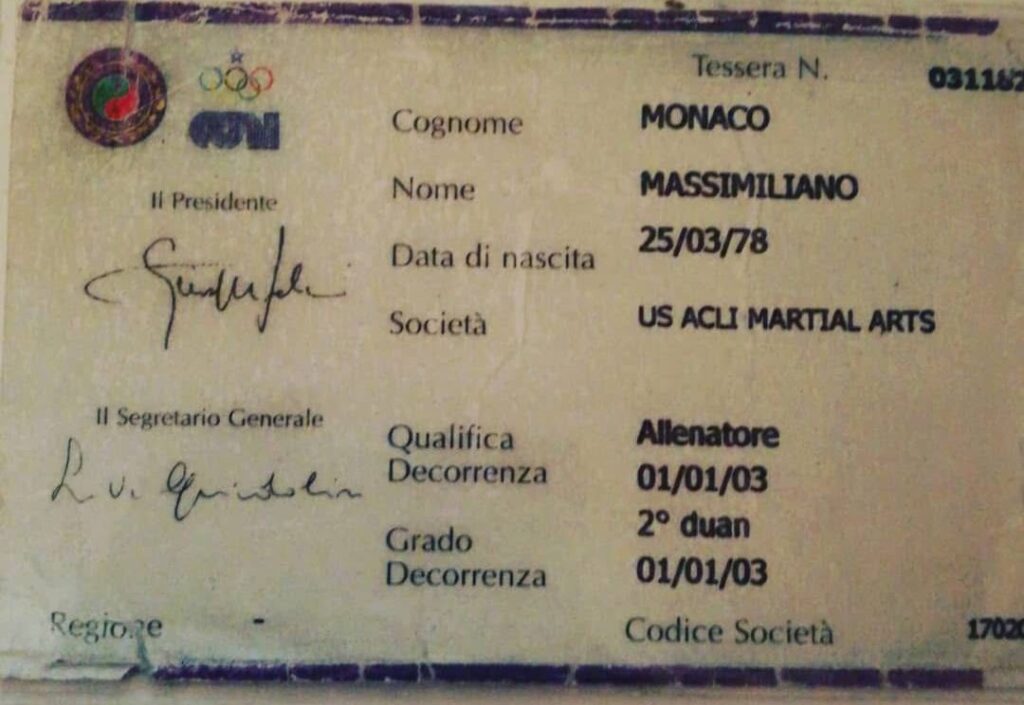 Tessera N.
Cognome MONACO
Nome MASSIMILIANO
Il Presidente
Data di nascita 25/03/78
Società US ACLI MARTIAL ARTS
Il Segretario Generale
Qualifica Allenatore
Decorrenza 01/01/03
Grado 2° duan
Decorrenza 01/01/03
Regione -
Codice Società